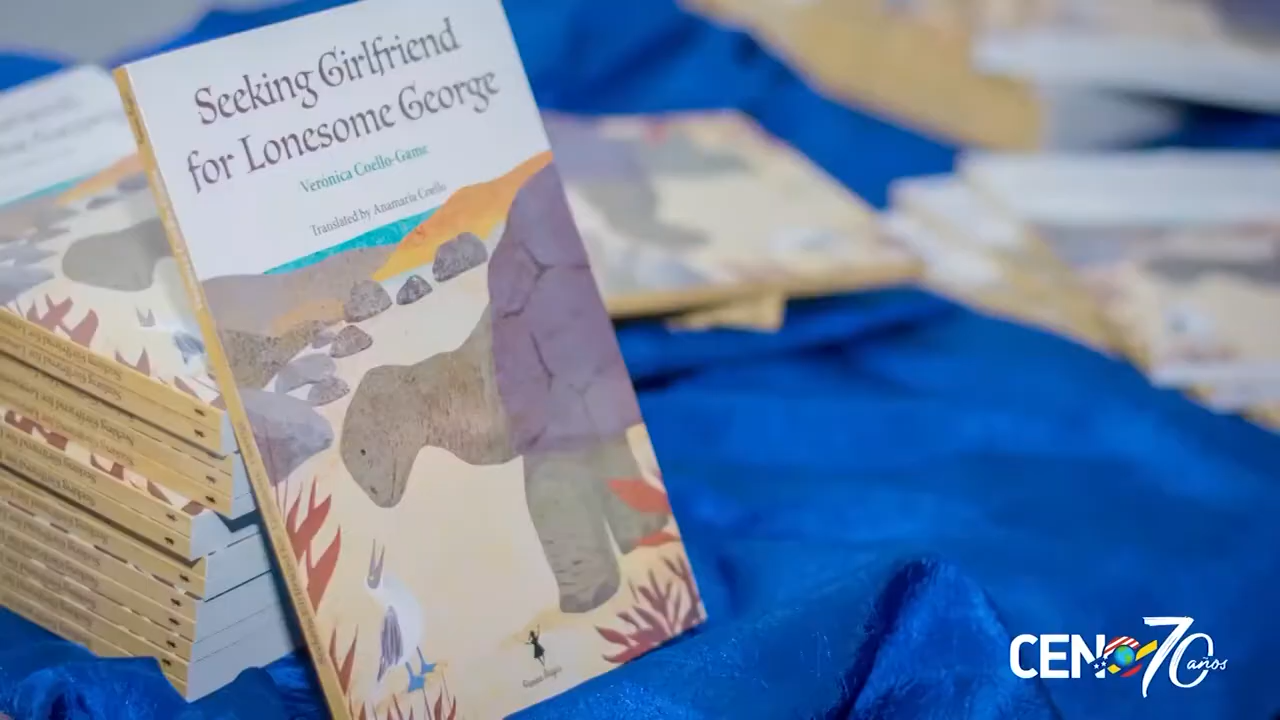 Seeking Girlfriend
for Lonesome George
Verónica Coello-Game
Translated by Anamaría Coello
CEN 70 años